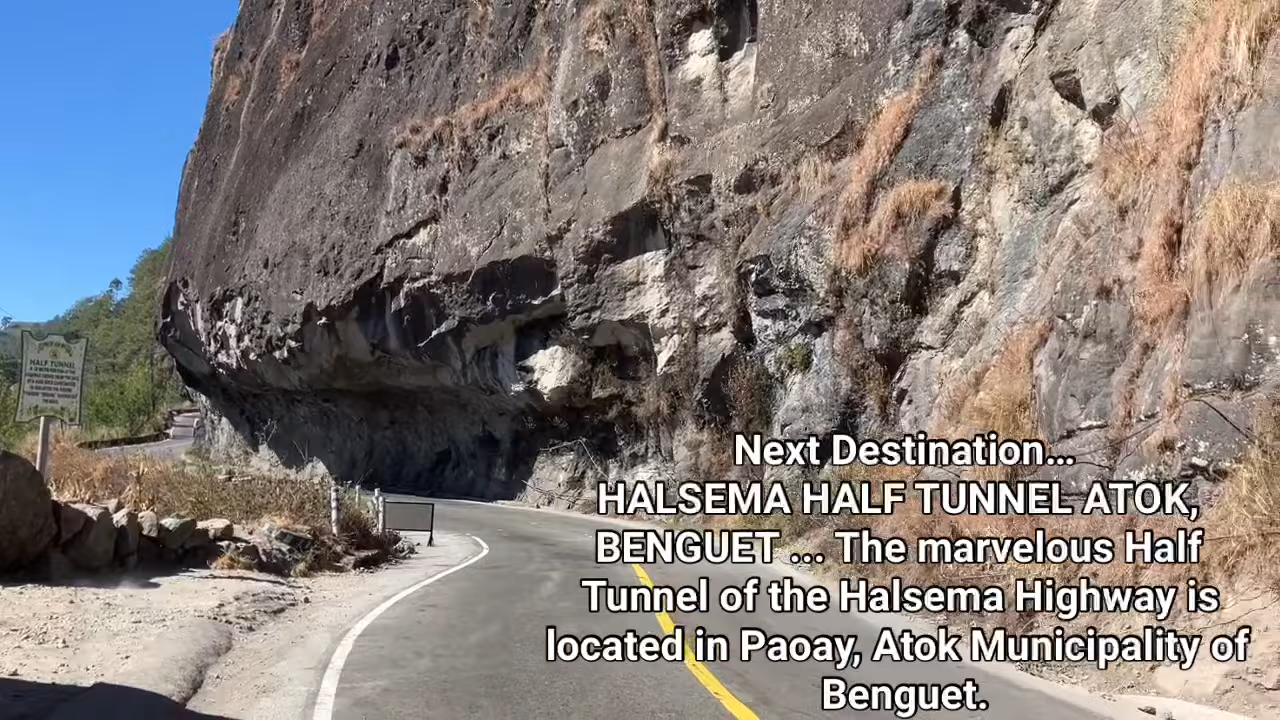 HALF TUNNEL
Next Destination...
HALSEMA HALF TUNNEL ATOK,
BENGUET ... The marvelous Half
Tunnel of the Halsema Highway is
located in Paoay, Atok Municipality of
Benguet.